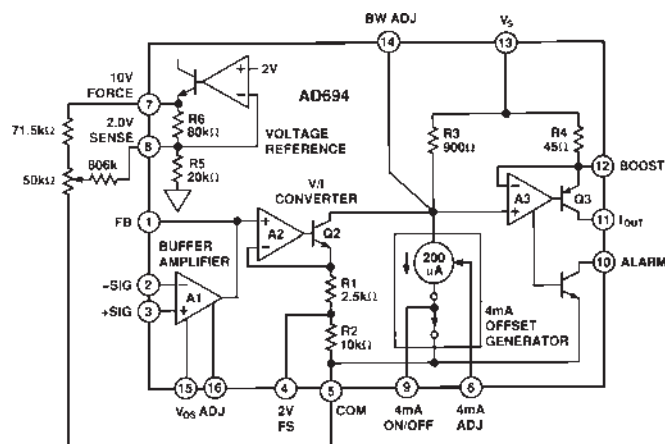 BW ADJ
14
VS
13
10V
FORCE
7
2V
AD694
R6
80kΩ
2.0V
SENSE
8
VOLTAGE
REFERENCE
R5
20kΩ
71.5kΩ
806k
50kΩ
R3
900Ω
R4
45Ω
12
BOOST
A3
Q3
11
IOUT
V/I
CONVERTER
FB
1
A2
Q2
BUFFER
AMPLIFIER
200
µA
10
ALARM
–SIG
2
A1
+SIG
3
R1
2.5kΩ
R2
10kΩ
4mA
OFFSET
GENERATOR
15
16
4
5
9
6
VOS ADJ
2V
FS
COM
4mA
ON/OFF
4mA
ADJ